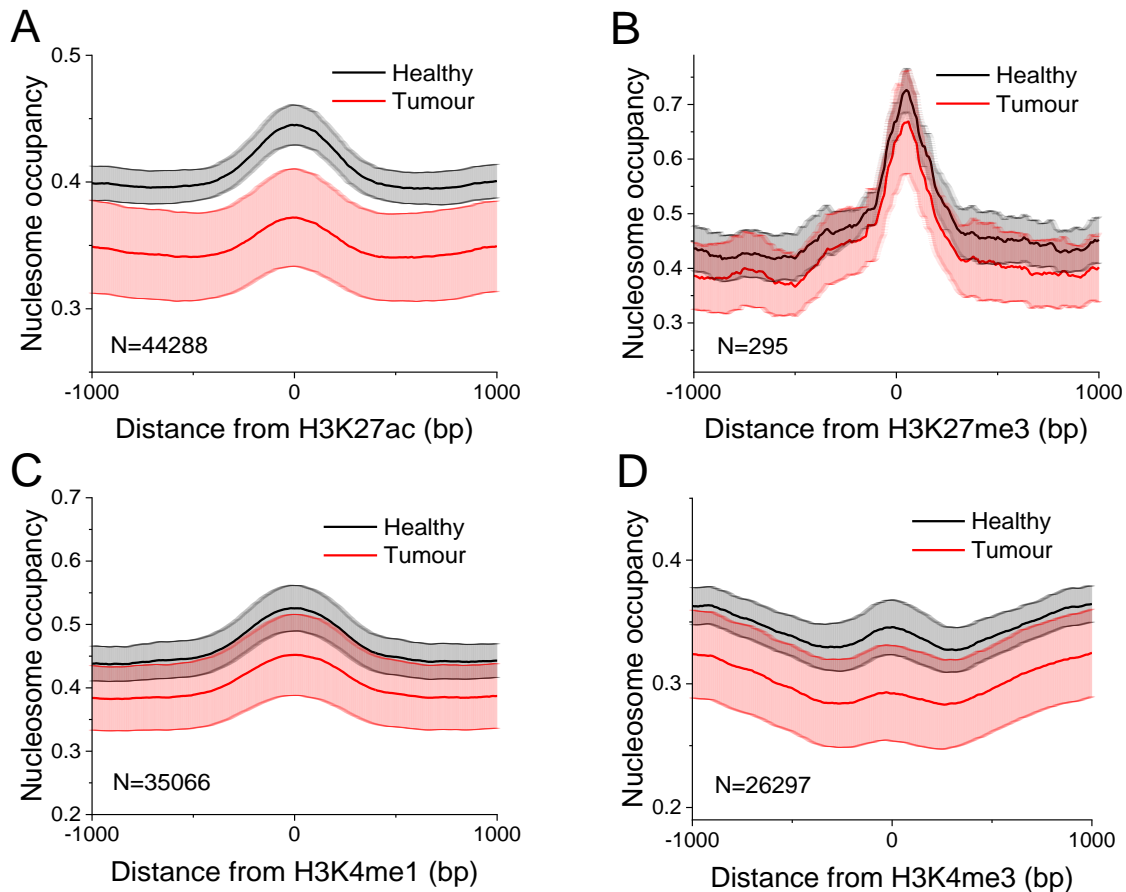 A
Nucleosome occupancy
0.5
0.4
0.3
Healthy
Tumour
N=44288
-1000
0
1000
Distance from H3K27ac (bp)
B
Nucleosome occupancy
0.7
0.6
0.5
0.4
0.3
Healthy
Tumour
N=295
-1000
0
1000
Distance from H3K27me3 (bp)
C
Nucleosome occupancy
0.7
0.6
0.5
0.4
0.3
0.2
Healthy
Tumour
N=35066
-1000
0
1000
Distance from H3K4me1 (bp)
D
Nucleosome occupancy
0.4
0.3
0.2
Healthy
Tumour
N=26297
-1000
0
1000
Distance from H3K4me3 (bp)